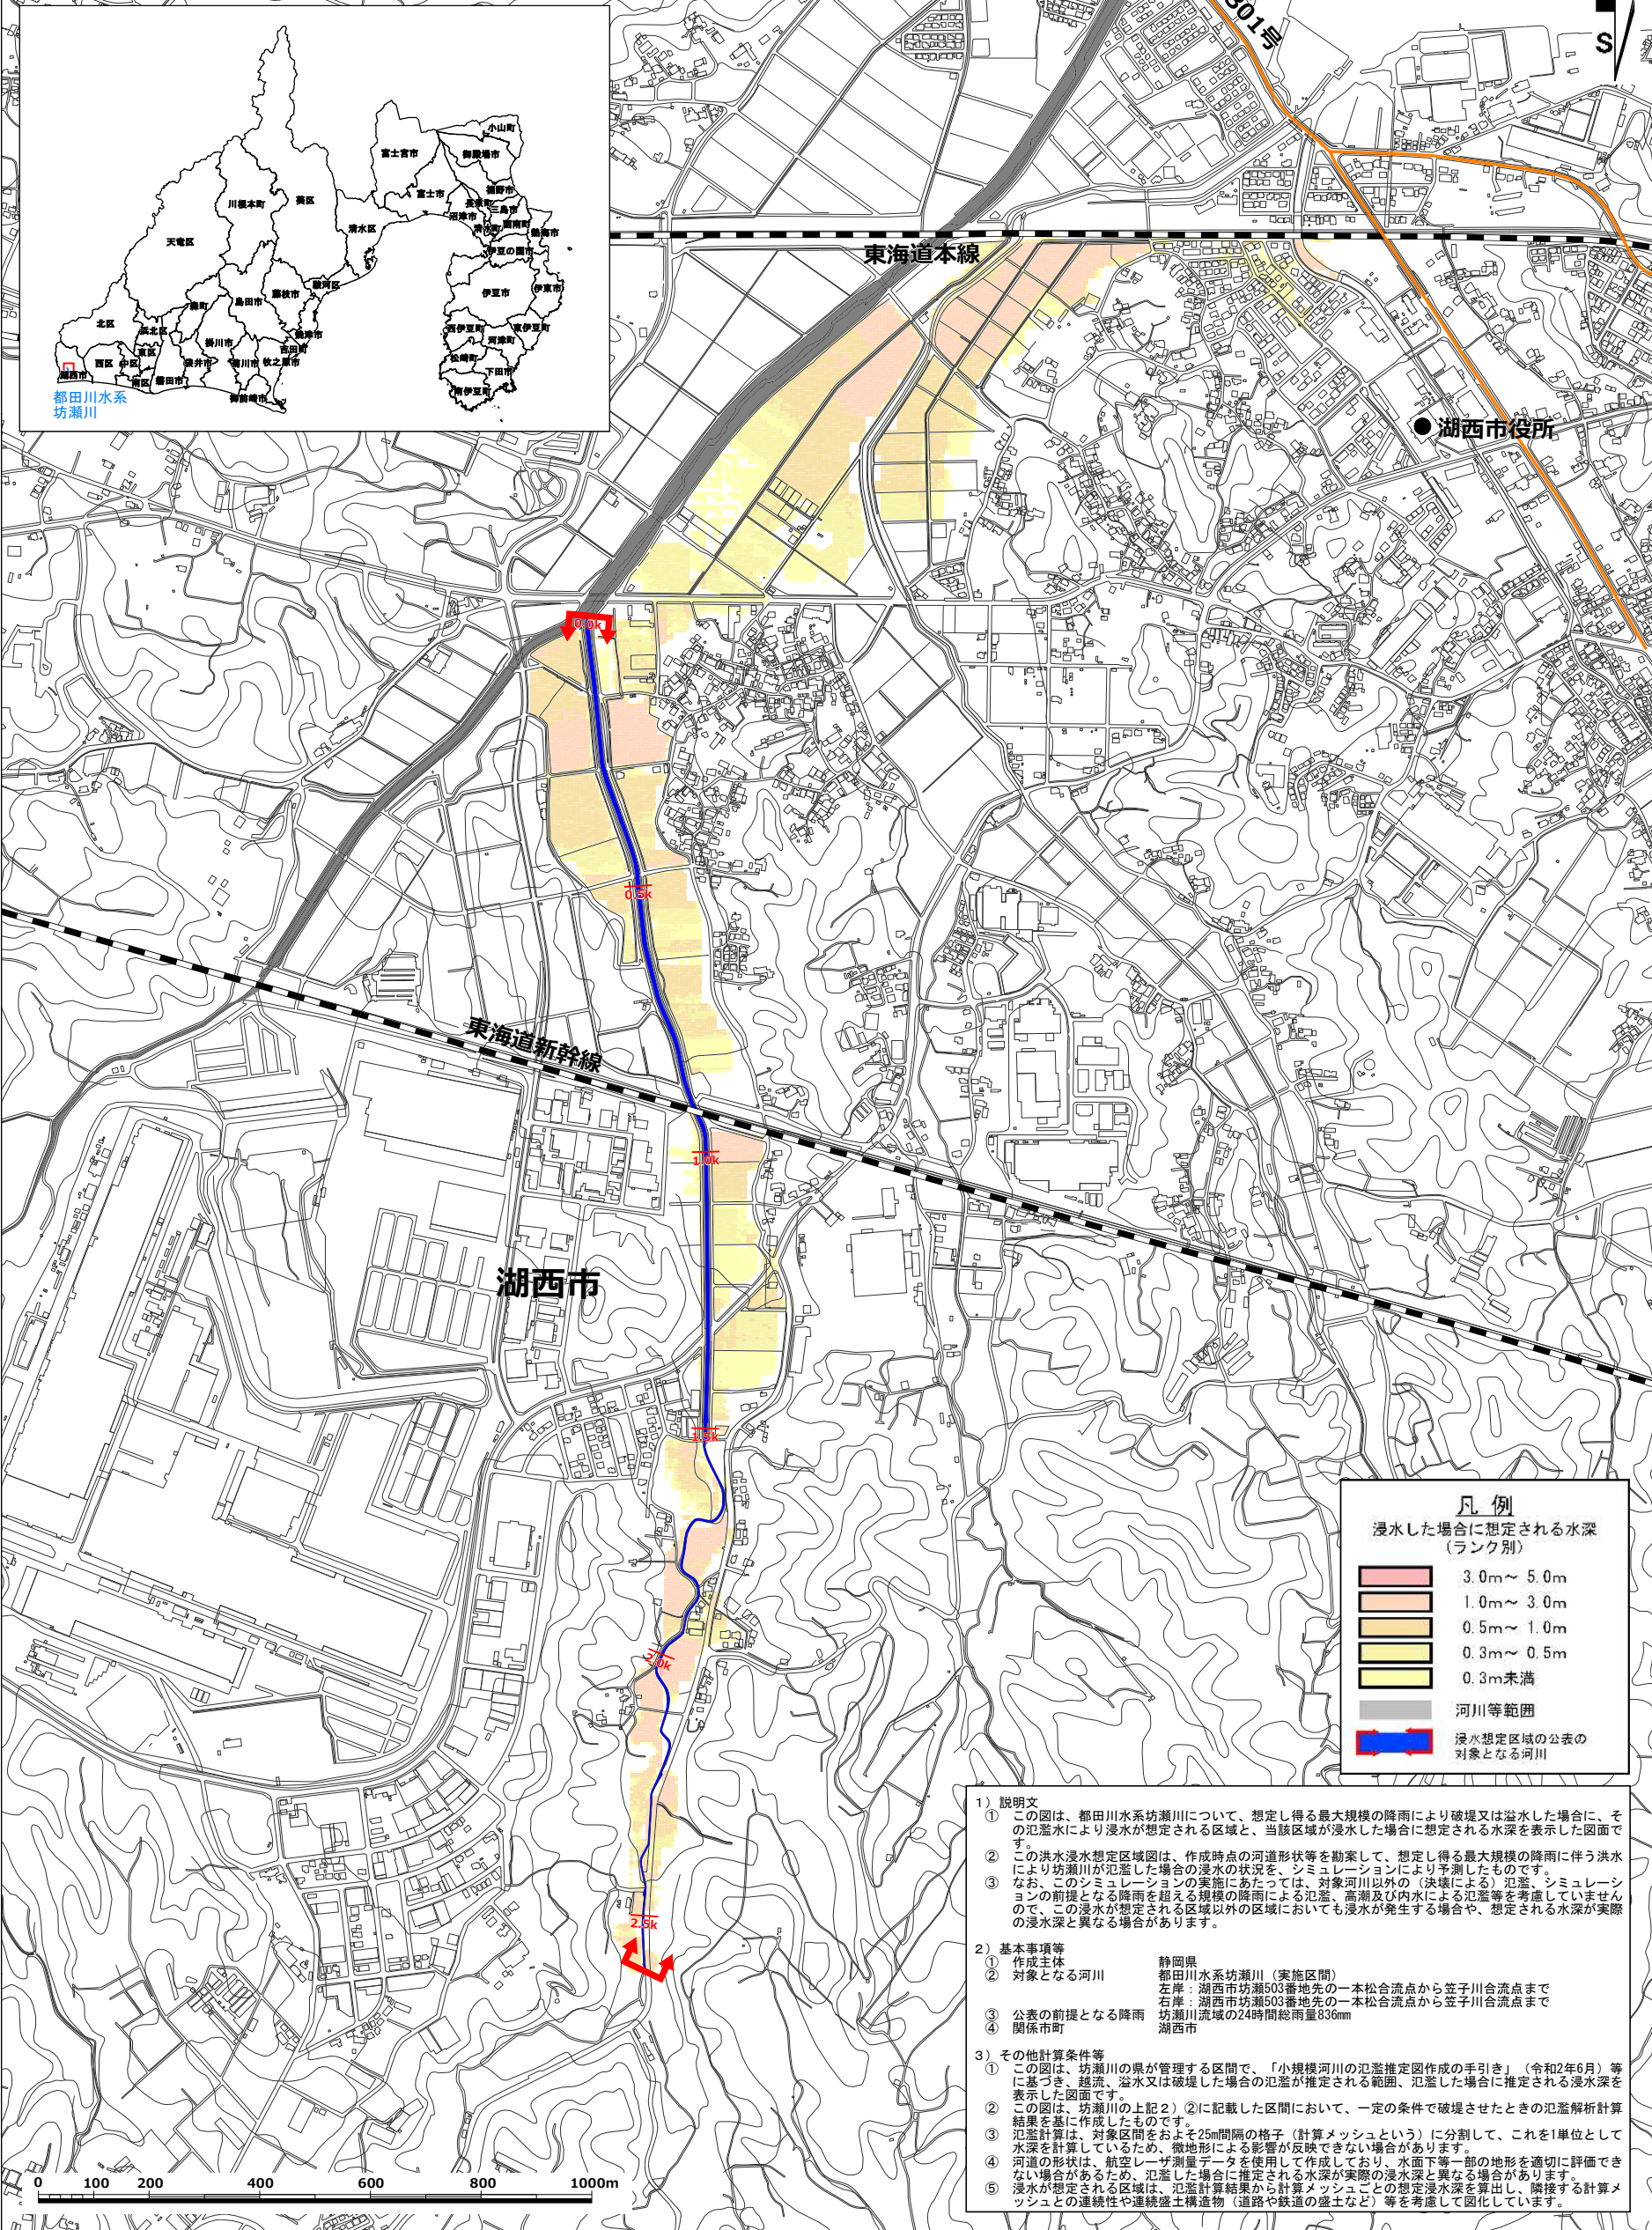 301号
S
小山町
富士宮市
御殿場市
裾野市
富士市
長泉町
三島市
沼津市
清水町
函南町
熱海市
川根本町
葵区
清水区
天竜区
伊豆の国市
伊豆市
伊東市
駿河区
藤枝市
島田市
森町
北区
浜北区
焼津市
西伊豆町
東伊豆町
河津町
掛川市
吉田町
東区
西区
中区
袋井市
菊川市
牧之原市
松崎町
下田市
湖西市
南区
磐田市
南伊豆町
御前崎市
都田川水系
坊瀬川
東海道本線
湖西市役所
0.0k
0.5k
東海道新幹線
1.0k
湖西市
1.5k
2.0k
2.5k
凡 例
浸水した場合に想定される水深
(ランク別)
3.0m～ 5.0m
1.0m～ 3.0m
0.5m～ 1.0m
0.3m～ 0.5m
0.3m未満
河川等範囲
浸水想定区域の公表の
対象となる河川
1）説明文
① この図は、都田川水系坊瀬川について、想定し得る最大規模の降雨により破堤又は溢水した場合に、そ
の氾濫水により浸水が想定される区域と、当該区域が浸水した場合に想定される水深を表示した図面で
す。
② この洪水浸水想定区域図は、作成時点の河道形状等を勘案して、想定し得る最大規模の降雨に伴う洪水
により坊瀬川が氾濫した場合の浸水の状況を、シミュレーションにより予測したものです。
③ なお、このシミュレーションの実施にあたっては、対象河川以外の（決壊による）氾濫、シミュレーシ
ョンの前提となる降雨を超える規模の降雨による氾濫、高潮及び内水による氾濫等を考慮していません
ので、この浸水が想定される区域以外の区域においても浸水が発生する場合や、想定される水深が実際
の浸水深と異なる場合があります。
2）基本事項等
① 作成主体 静岡県
② 対象となる河川 都田川水系坊瀬川（実施区間）
左岸：湖西市坊瀬503番地先の一本松合流点から笠子川合流点まで
右岸：湖西市坊瀬503番地先の一本松合流点から笠子川合流点まで
③ 公表の前提となる降雨 坊瀬川流域の24時間総雨量836mm
④ 関係市町 湖西市
3）その他計算条件等
① この図は、坊瀬川の県が管理する区間で、「小規模河川の氾濫推定図作成の手引き」（令和2年6月）等
に基づき、越流、溢水又は破堤した場合の氾濫が推定される範囲、氾濫した場合に推定される浸水深を
表示した図面です。
② この図は、坊瀬川の上記２）②に記載した区間において、一定の条件で破堤させたときの氾濫解析計算
結果を基に作成したものです。
③ 氾濫計算は、対象区間をおよそ25m間隔の格子（計算メッシュという）に分割して、これを1単位として
水深を計算しているため、微地形による影響が反映できない場合があります。
④ 河道の形状は、航空レーザ測量データを使用して作成しており、水面下等一部の地形を適切に評価でき
ない場合があるため、氾濫した場合に推定される水深が実際の浸水深と異なる場合があります。
⑤ 浸水が想定される区域は、氾濫計算結果から計算メッシュごとの想定浸水深を算出し、隣接する計算メ
ッシュとの連続性や連続盛土構造物（道路や鉄道の盛土など）等を考慮して図化しています。
0 100 200 400 600 800 1000m